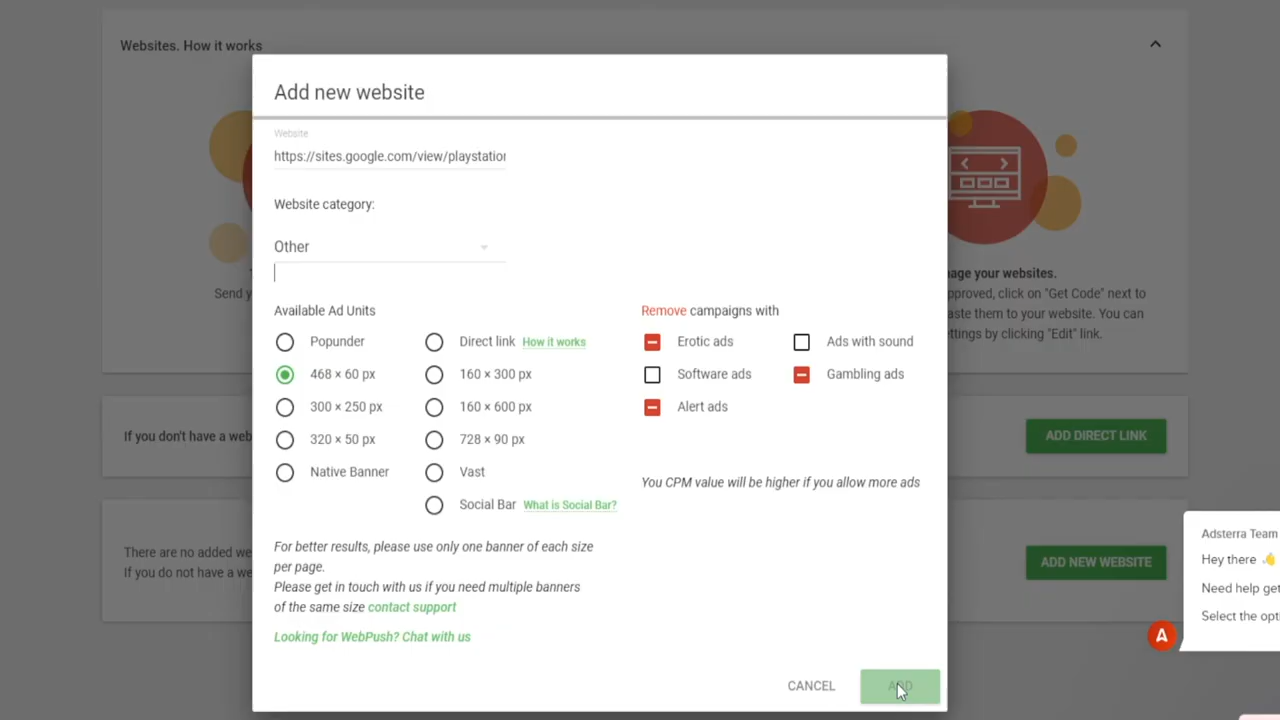 Websites. How it works
Add new website
Website
https://sites.google.com/view/playstation
Website category:
Other
Send y
age your websites.
pproved, click on "Get Code" next to
aste them to your website. You can
ttings by clicking "Edit" link.
Available Ad Units
Remove campaigns with
Popunder
Direct link How it works
Erotic ads
Ads with sound
468 × 60 px
160 × 300 px
Software ads
Gambling ads
300 × 250 px
160 × 600 px
Alert ads
320 × 50 px
728 × 90 px
Native Banner
Vast
Social Bar What is Social Bar?
You CPM value will be higher if you allow more ads
If you don't have a web
ADD DIRECT LINK
For better results, please use only one banner of each size
per page.
Please get in touch with us if you need multiple banners
of the same size contact support
Looking for WebPush? Chat with us
There are no added we
If you do not have a we
ADD NEW WEBSITE
CANCEL
ADD
Adsterra Team
Hey there 👋
Need help get
Select the opti
A